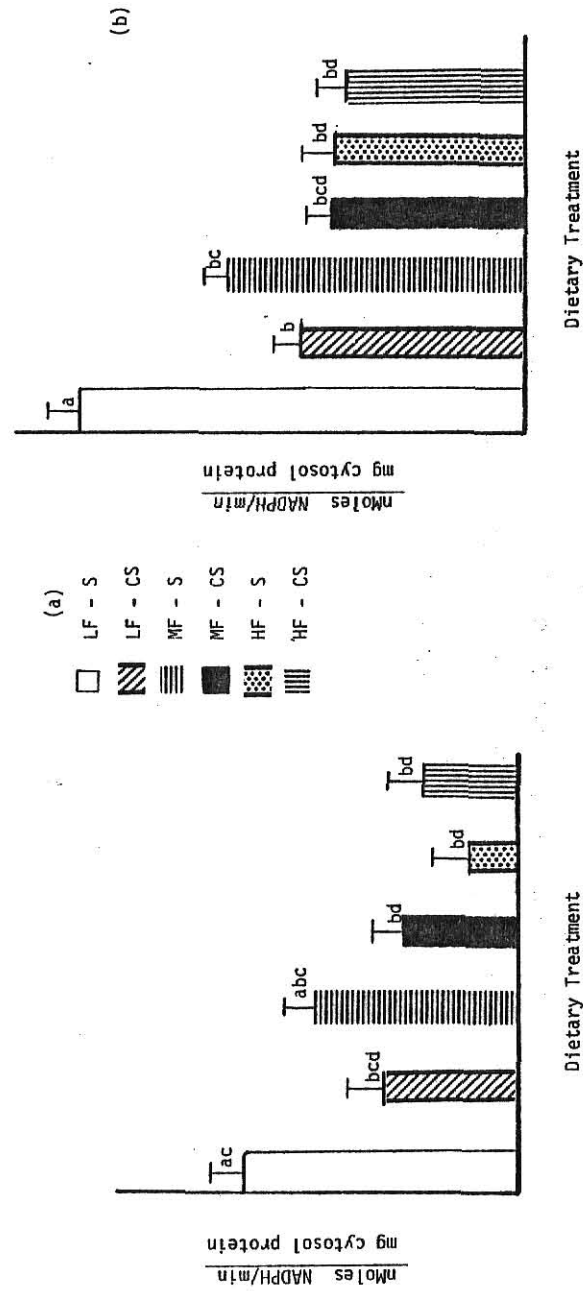 (a)
LF - S
LF - CS
MF - S
MF - CS
HF - S
HF - CS
nMoles NADPH/min
mg cytosol protein
ac
bcd
abc
bd
bd
bd
Dietary Treatment
(b)
nMoles NADPH/min
mg cytosol protein
a
b
bc
bcd
bd
bd
Dietary Treatment